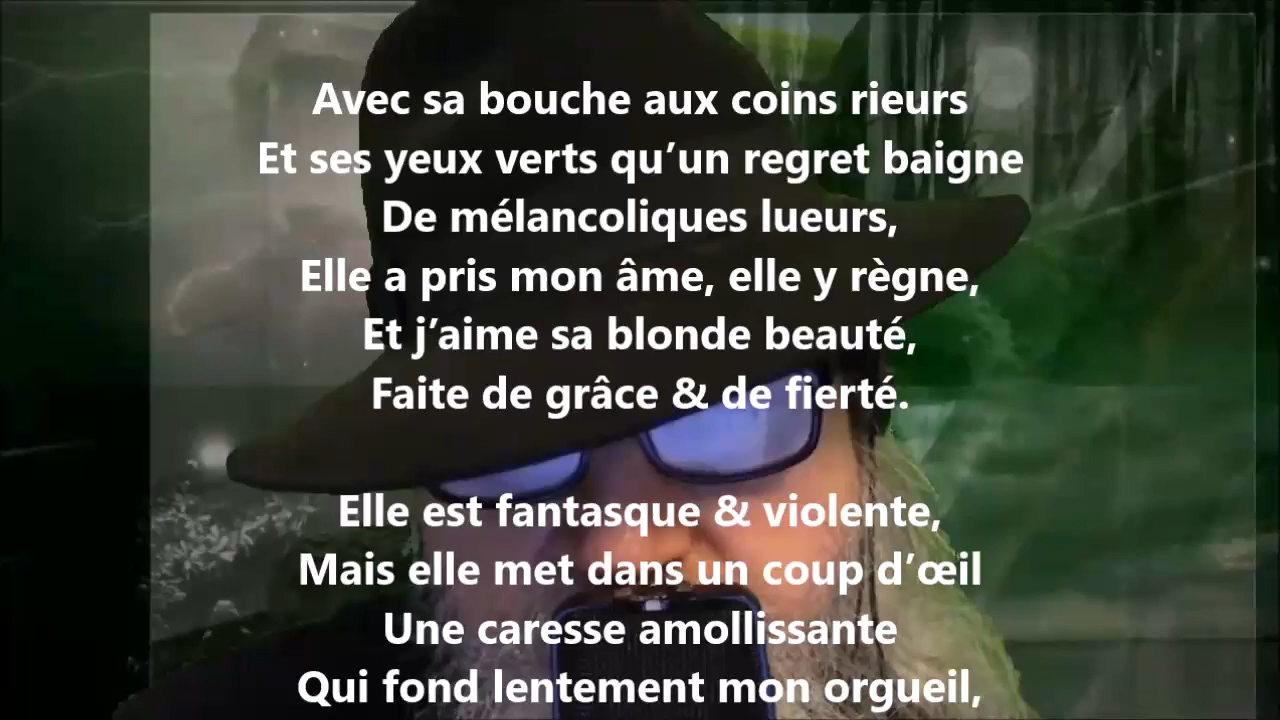 Avec sa bouche aux coins rieurs
Et ses yeux verts qu’un regret baigne
De mélancoliques lueurs,
Elle a pris mon âme, elle y règne,
Et j’aime sa blonde beauté,
Faite de grâce & de fierté.
Elle est fantasque & violente,
Mais elle met dans un coup d’œil
Une caresse amollissante
Qui fond lentement mon orgueil,